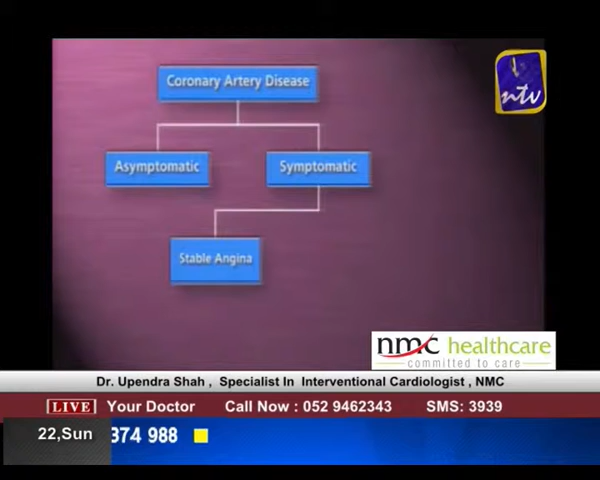 Coronary Artery Disease
ntv
Asymptomatic
Symptomatic
Stable Angina
nmc healthcare
committed to care
Dr. Upendra Shah , Specialist In Interventional Cardiologist , NMC
LIVE Your Doctor Call Now : 052 9462343 SMS: 3939
22,Sun 374 988